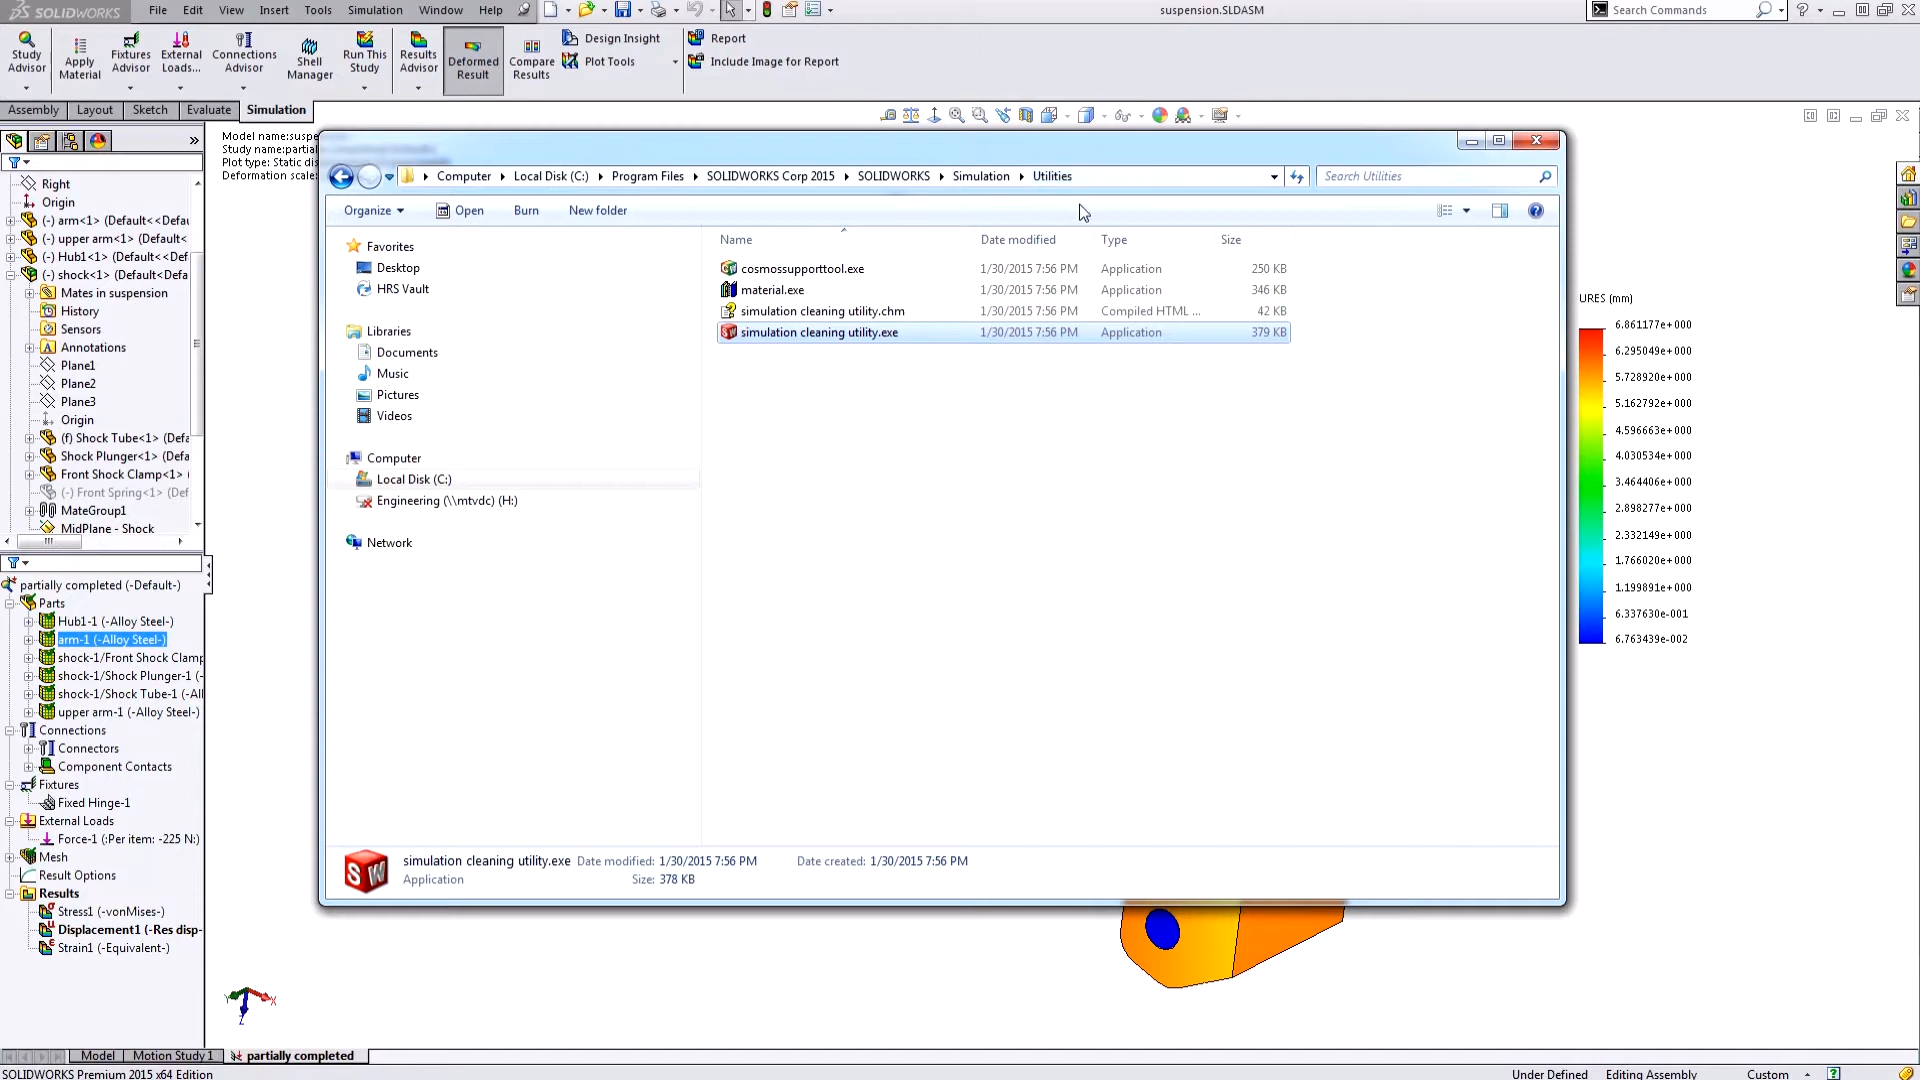 SOLIDWORKS
File Edit View Insert Tools Simulation Window Help
suspension.SLDASM
Search Commands
Study Advisor
Apply Material
Fixtures Advisor
External Loads...
Connections Advisor
Shell Manager
Run This Study
Results Advisor
Deformed Result
Compare Results
Design Insight
Plot Tools
Report
Include Image for Report
Assembly Layout Sketch Evaluate Simulation
Model name:suspe
Study name:partial
Plot type: Static dis
Deformation scale:
Right
Origin
(-) arm<1> (Default<<Defau
(-) upper arm<1> (Default<
(-) Hub1<1> (Default<<Def
(-) shock<1> (Default<Defa
Mates in suspension
History
Sensors
Annotations
Plane1
Plane2
Plane3
Origin
(f) Shock Tube<1> (Defa
Shock Plunger<1> (Defa
Front Shock Clamp<1> (
(-) Front Spring<1> (Def
MateGroup1
MidPlane - Shock
partially completed (-Default-)
Parts
Hub1-1 (-Alloy Steel-)
arm-1 (-Alloy Steel-)
shock-1/Front Shock Clamp
shock-1/Shock Plunger-1 (-
shock-1/Shock Tube-1 (-All
upper arm-1 (-Alloy Steel-)
Connections
Connectors
Component Contacts
Fixtures
Fixed Hinge-1
External Loads
Force-1 (:Per item: -225 N:)
Mesh
Result Options
Results
Stress1 (-vonMises-)
Displacement1 (-Res disp-
Strain1 (-Equivalent-)
Computer Local Disk (C:) Program Files SOLIDWORKS Corp 2015 SOLIDWORKS Simulation Utilities
Search Utilities
Organize Open Burn New folder
Favorites
Desktop
HRS Vault
Libraries
Documents
Music
Pictures
Videos
Computer
Local Disk (C:)
Engineering (\\mtvdc) (H:)
Network
Name Date modified Type Size
cosmossupporttool.exe 1/30/2015 7:56 PM Application 250 KB
material.exe 1/30/2015 7:56 PM Application 346 KB
simulation cleaning utility.chm 1/30/2015 7:56 PM Compiled HTML ... 42 KB
simulation cleaning utility.exe 1/30/2015 7:56 PM Application 379 KB
simulation cleaning utility.exe Date modified: 1/30/2015 7:56 PM Date created: 1/30/2015 7:56 PM
Application Size: 378 KB
SW
URES (mm)
6.861177e+000
6.295049e+000
5.728920e+000
5.162792e+000
4.596663e+000
4.030534e+000
3.464406e+000
2.898277e+000
2.332149e+000
1.766020e+000
1.199891e+000
6.337630e-001
6.763439e-002
Y X Z
Model Motion Study 1 partially completed
SOLIDWORKS Premium 2015 x64 Edition
Under Defined Editing Assembly Custom